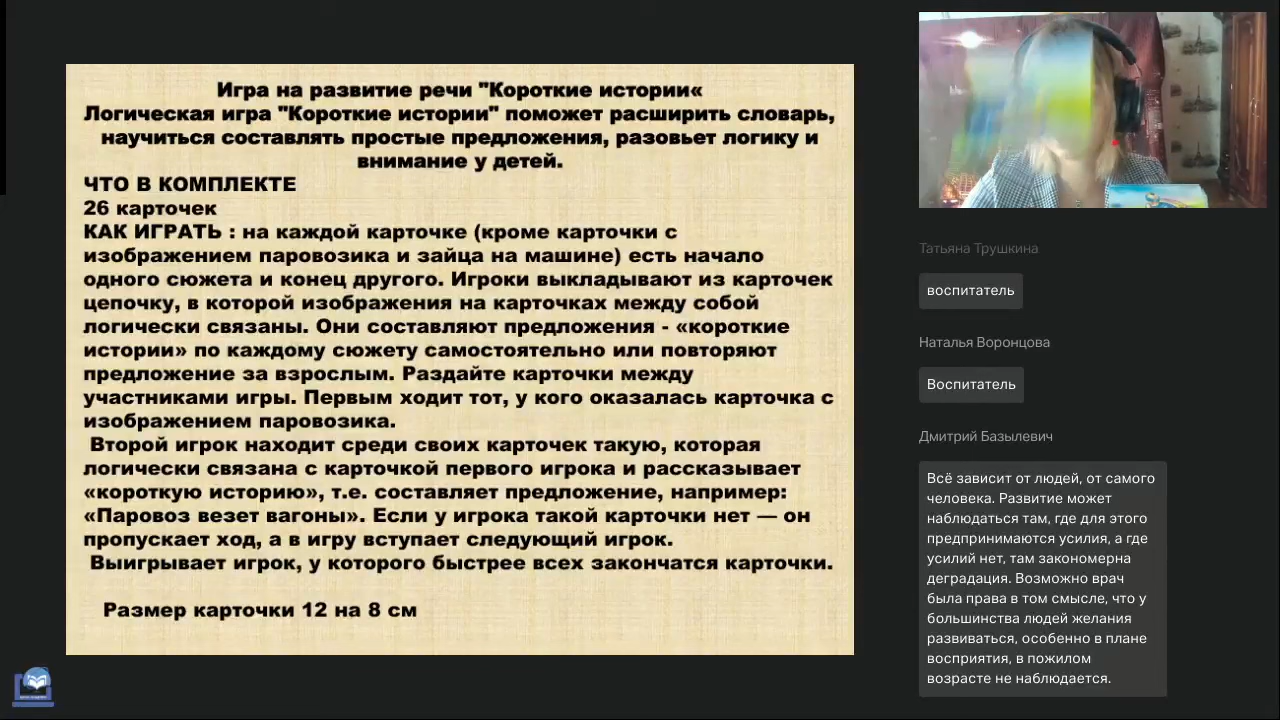 Игра на развитие речи "Короткие истории«
Логическая игра "Короткие истории" поможет расширить словарь,
научиться составлять простые предложения, разовьет логику и
внимание у детей.
ЧТО В КОМПЛЕКТЕ
26 карточек
КАК ИГРАТЬ : на каждой карточке (кроме карточки с
изображением паровозика и зайца на машине) есть начало
одного сюжета и конец другого. Игроки выкладывают из карточек
цепочку, в которой изображения на карточках между собой
логически связаны. Они составляют предложения - «короткие
истории» по каждому сюжету самостоятельно или повторяют
предложение за взрослым. Раздайте карточки между
участниками игры. Первым ходит тот, у кого оказалась карточка с
изображением паровозика.
Второй игрок находит среди своих карточек такую, которая
логически связана с карточкой первого игрока и рассказывает
«короткую историю», т.е. составляет предложение, например:
«Паровоз везет вагоны». Если у игрока такой карточки нет — он
пропускает ход, а в игру вступает следующий игрок.
Выигрывает игрок, у которого быстрее всех закончатся карточки.
Размер карточки 12 на 8 см
Татьяна Трушкина
воспитатель
Наталья Воронцова
Воспитатель
Дмитрий Базылевич
Всё зависит от людей, от самого
человека. Развитие может
наблюдаться там, где для этого
предпринимаются усилия, а где
усилий нет, там закономерна
деградация. Возможно врач
была права в том смысле, что у
большинства людей желания
развиваться, особенно в плане
восприятия, в пожилом
возрасте не наблюдается.